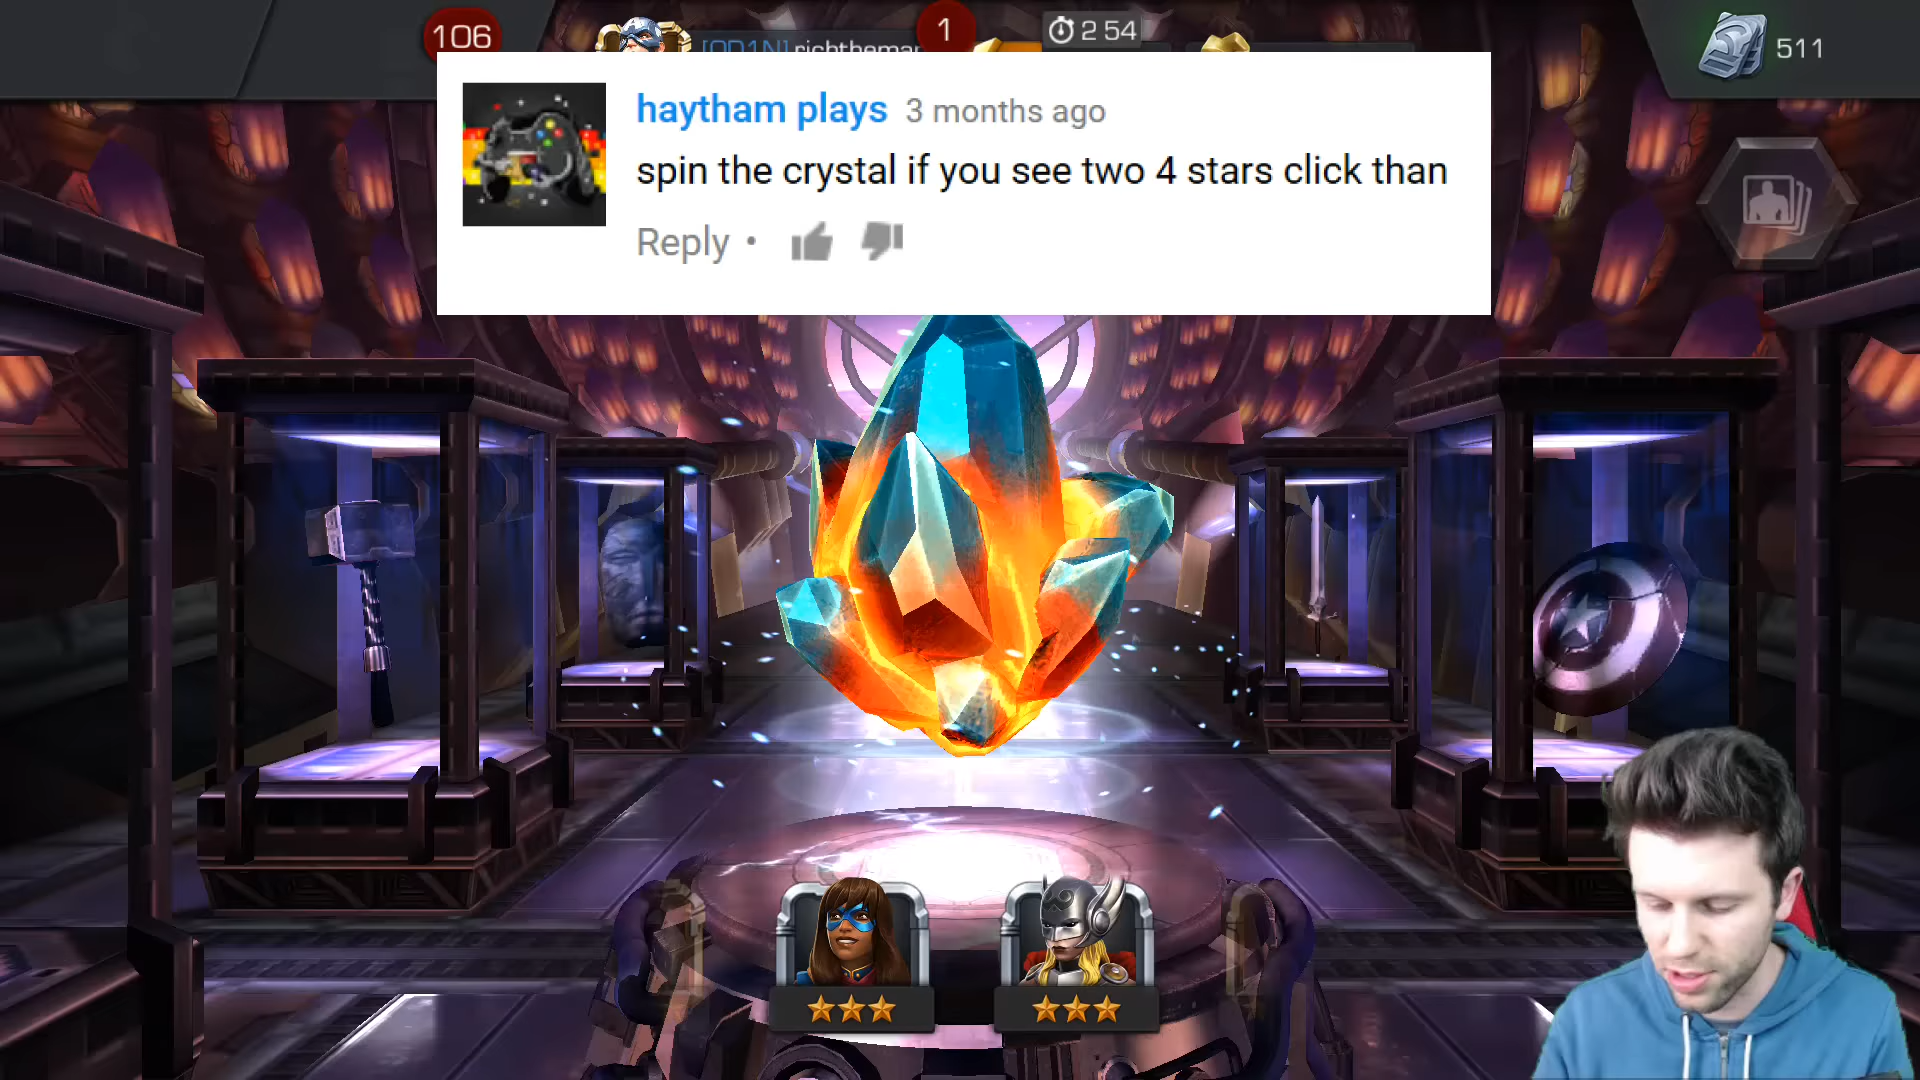 106
1
2 54
511
haytham plays 3 months ago
spin the crystal if you see two 4 stars click than
Reply •